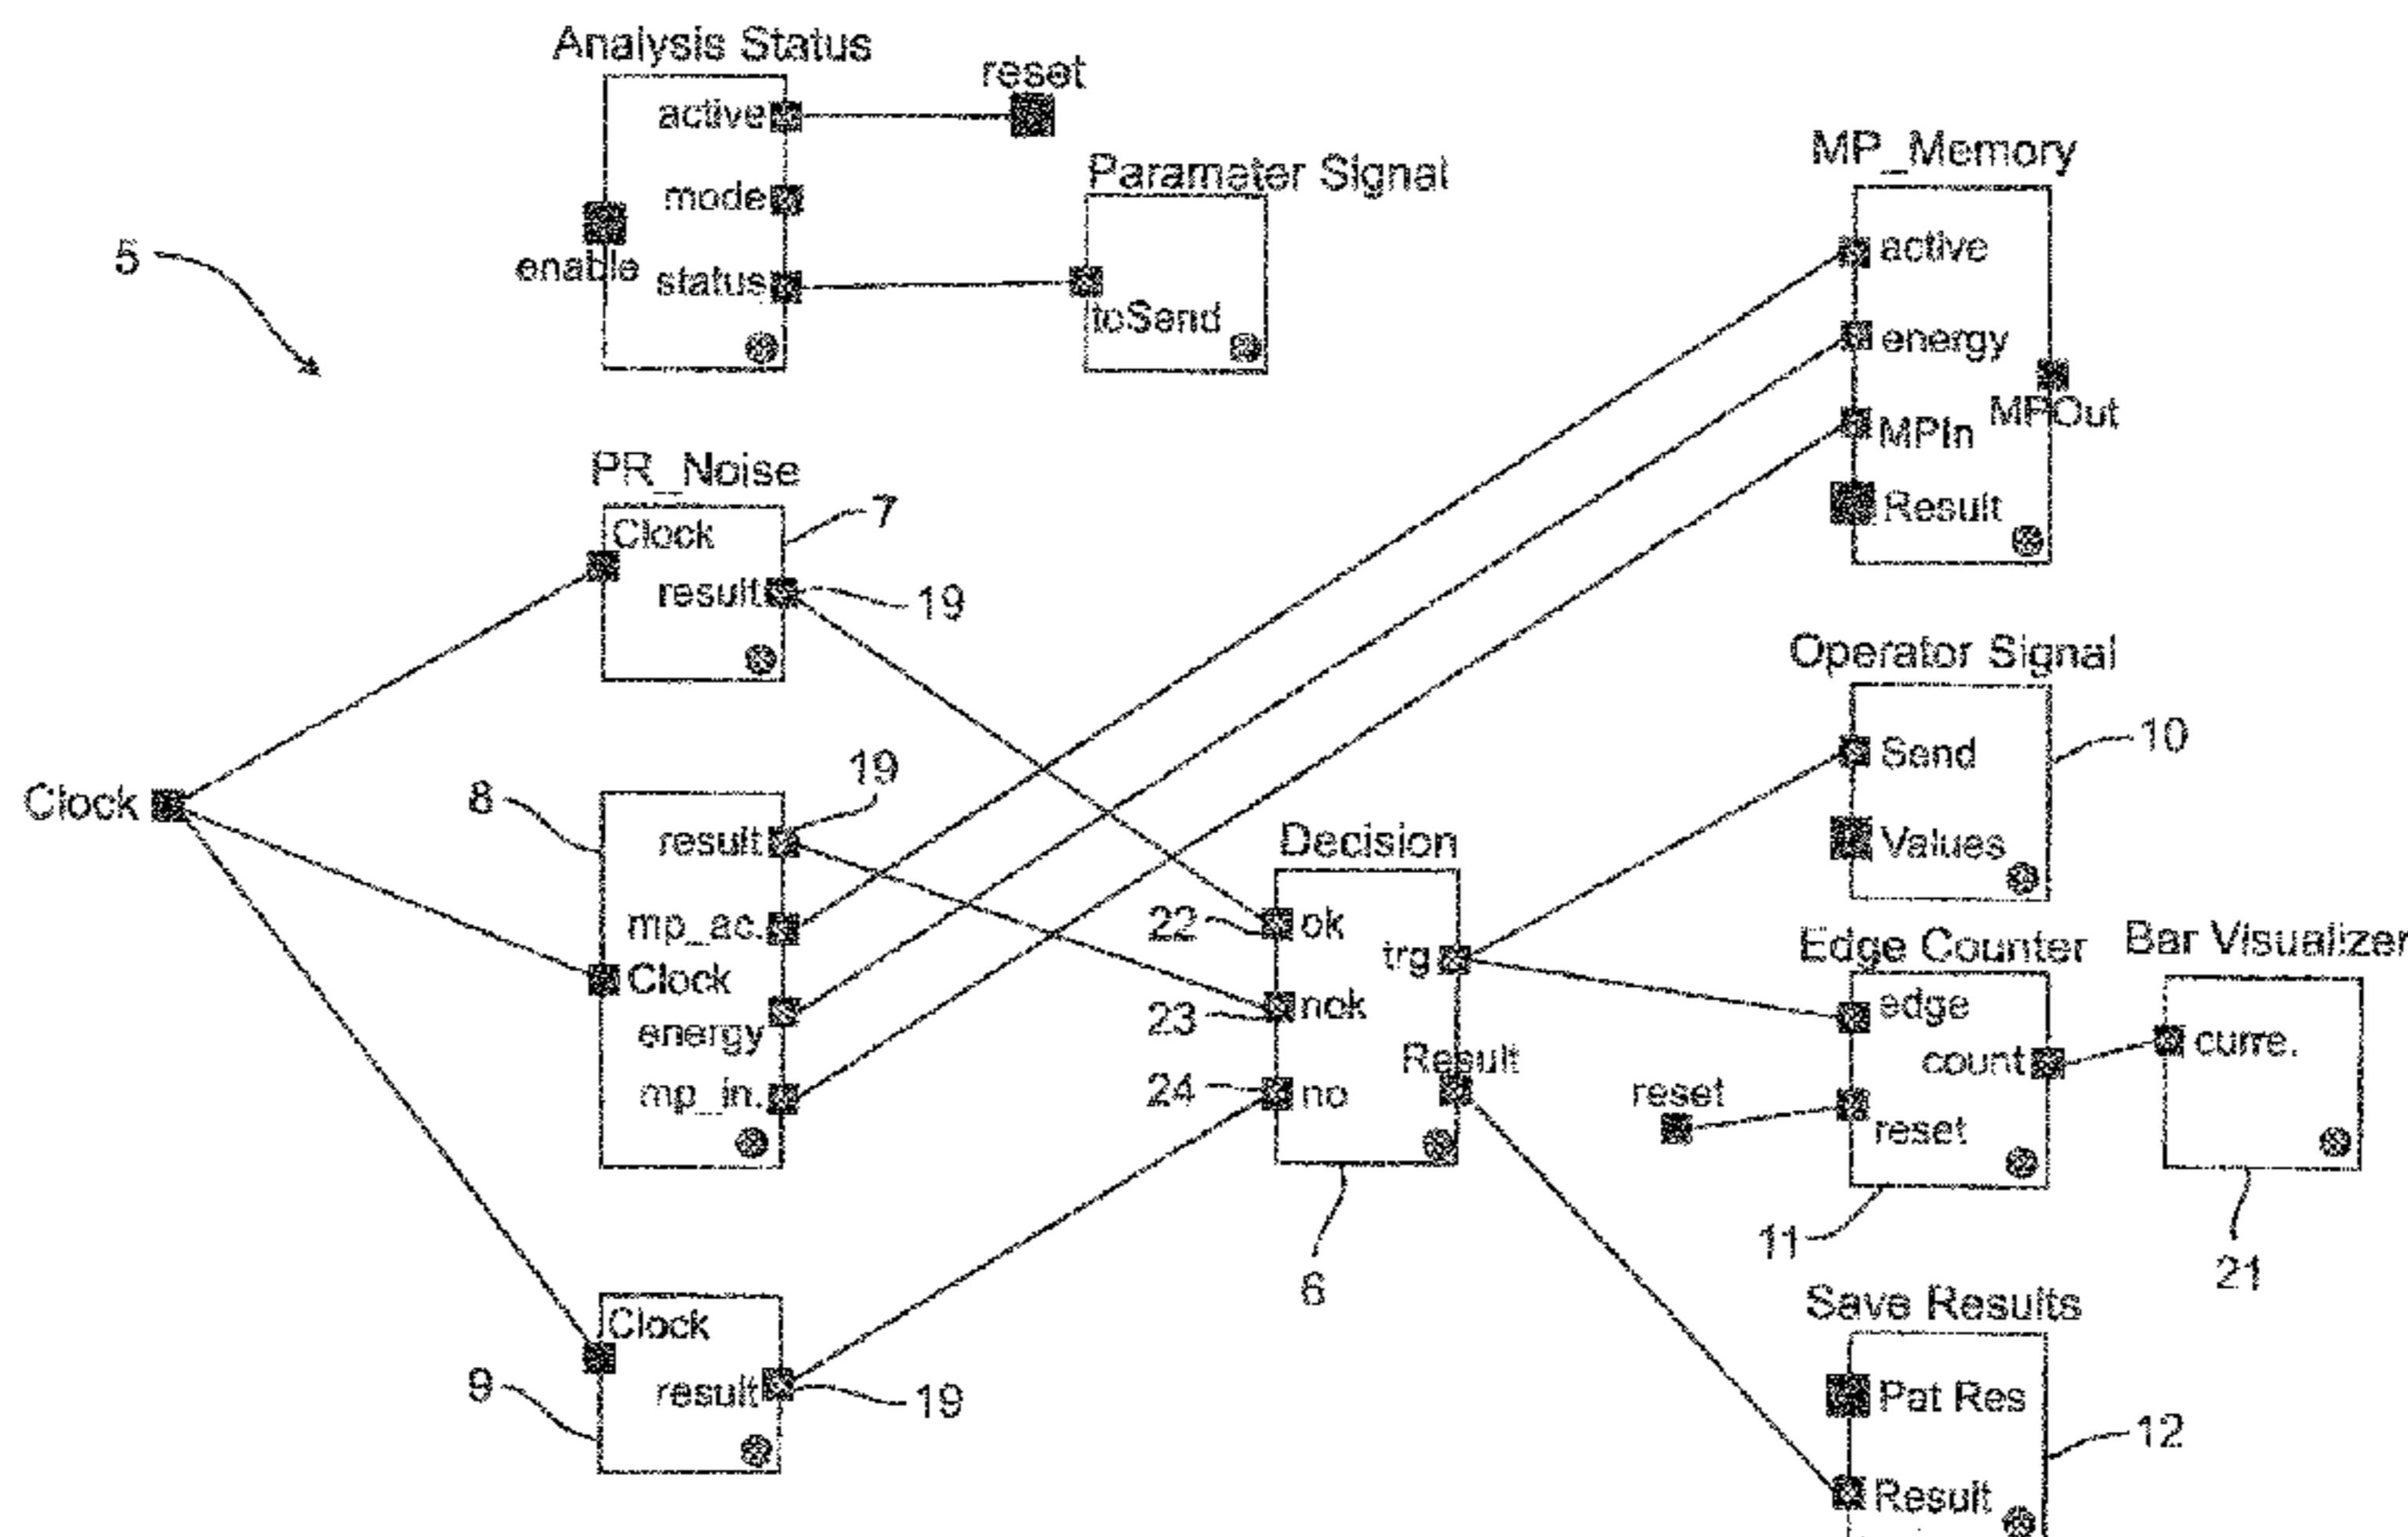 Analysis Status
active
reset
mode
enable
status
Parameter Signal
toSend
5
MP_Memory
active
energy
MPIn
MPOut
Result
PR_Noise
Clock
7
result
19
Clock
8
19
result
mp_ac.
Clock
energy
mp_in.
9
Clock
result
19
Decision
22
ok
23
nok
24
no
trg
Result
6
Operator Signal
Send
10
Values
Edge Counter
edge
count
reset
reset
11
Bar Visualizer
curre.
21
Save Results
Pat Res
12
Result